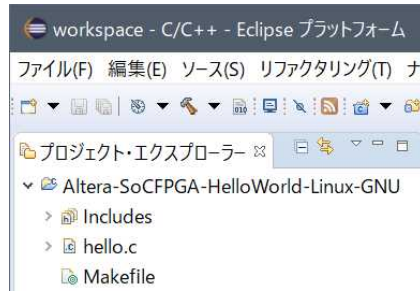 workspace - C/C++ - Eclipse プラットフォーム
ファイル(F) 編集(E) ソース(S) リファクタリング(T) ナ
プロジェクト・エクスプローラー
Altera-SoCFPGA-HelloWorld-Linux-GNU
Includes
hello.c
Makefile